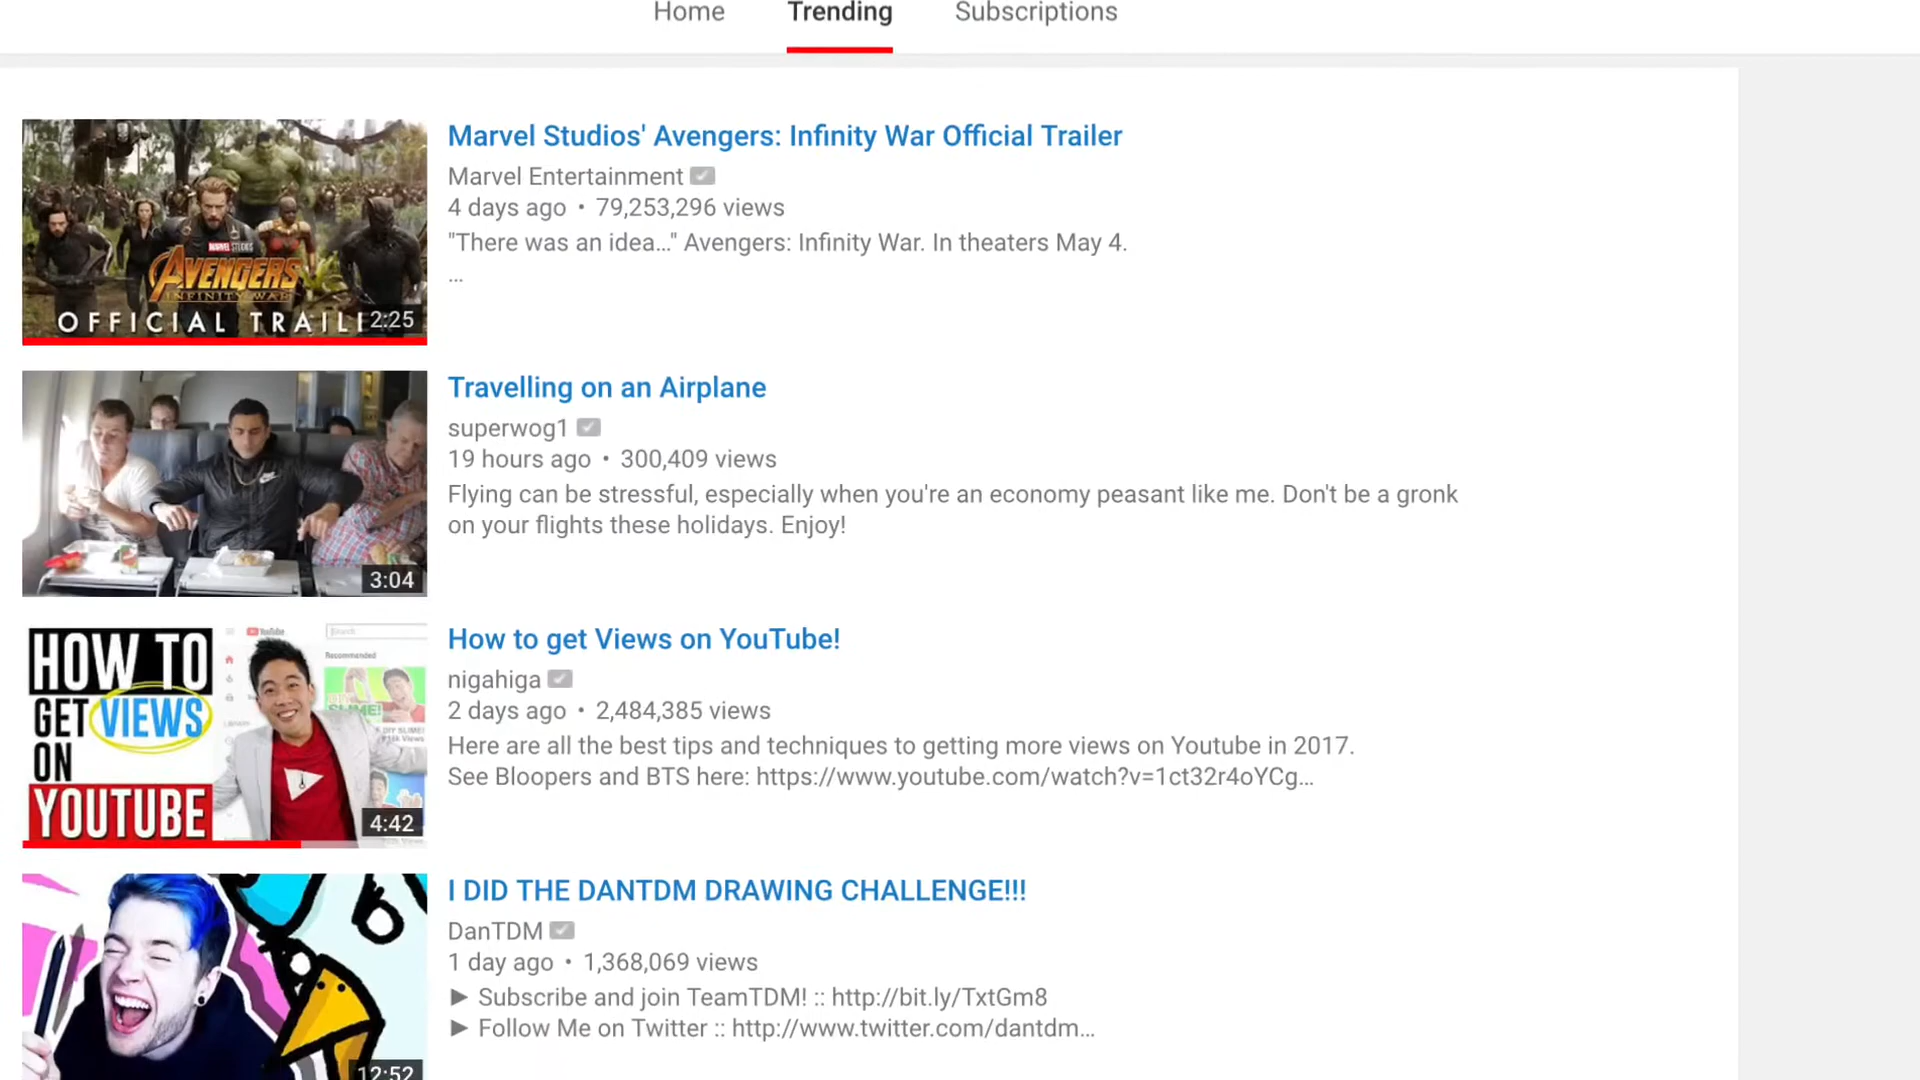 Home Trending Subscriptions
Marvel Studios' Avengers: Infinity War Official Trailer
Marvel Entertainment
4 days ago • 79,253,296 views
"There was an idea…" Avengers: Infinity War. In theaters May 4.
...
MARVEL STUDIOS
AVENGERS
INFINITY WAR
OFFICIAL TRAILE
2:25
Travelling on an Airplane
superwog1
19 hours ago • 300,409 views
Flying can be stressful, especially when you're an economy peasant like me. Don't be a gronk
on your flights these holidays. Enjoy!
3:04
HOW TO
GET VIEWS
ON
YOUTUBE
YouTube
Search
Recommended
SLIME!
4:42
How to get Views on YouTube!
nigahiga
2 days ago • 2,484,385 views
Here are all the best tips and techniques to getting more views on Youtube in 2017.
See Bloopers and BTS here: https://www.youtube.com/watch?v=1ct32r4oYCg...
I DID THE DANTDM DRAWING CHALLENGE!!!
DanTDM
1 day ago • 1,368,069 views
► Subscribe and join TeamTDM! :: http://bit.ly/TxtGm8
► Follow Me on Twitter :: http://www.twitter.com/dantdm...
12:52